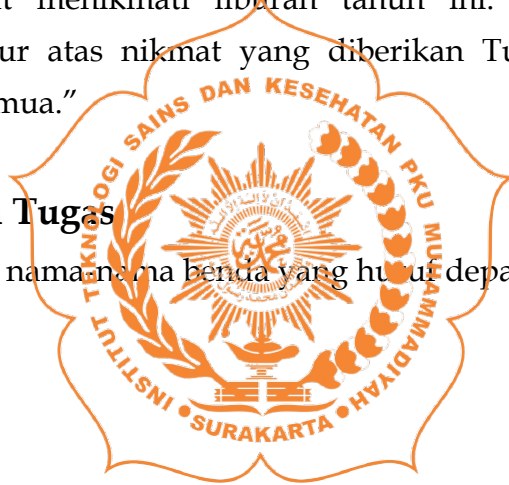 menikmati liburan tahun ini.
ur atas nikmat yang diberikan Tu
mua.”
Tugas
nama-nama benda yang huruf depa
INSTITUT TEKNOLOGI SAINS DAN KESEHATAN PKU MUHAMMADIYAH
SURAKARTA